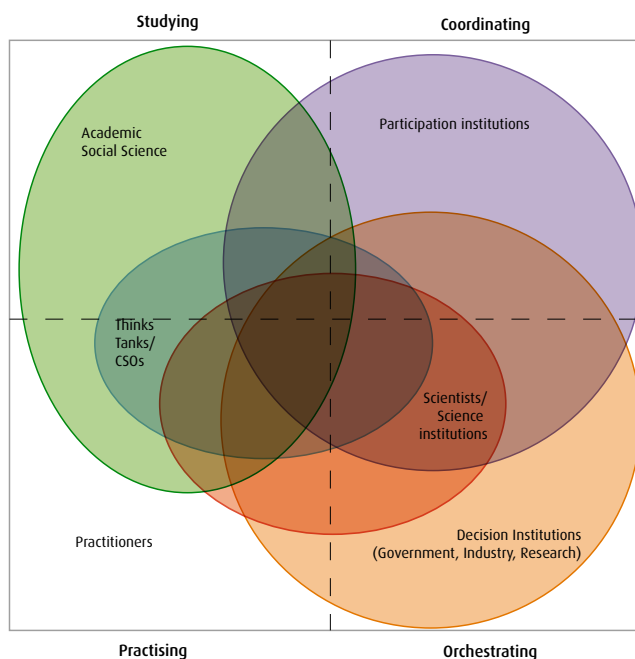 Studying
Coordinating
Academic
Social Science
Participation institutions
Thinks
Tanks/
CSOs
Scientists/
Science
institutions
Practitioners
Decision Institutions
(Government, Industry, Research)
Practising
Orchestrating